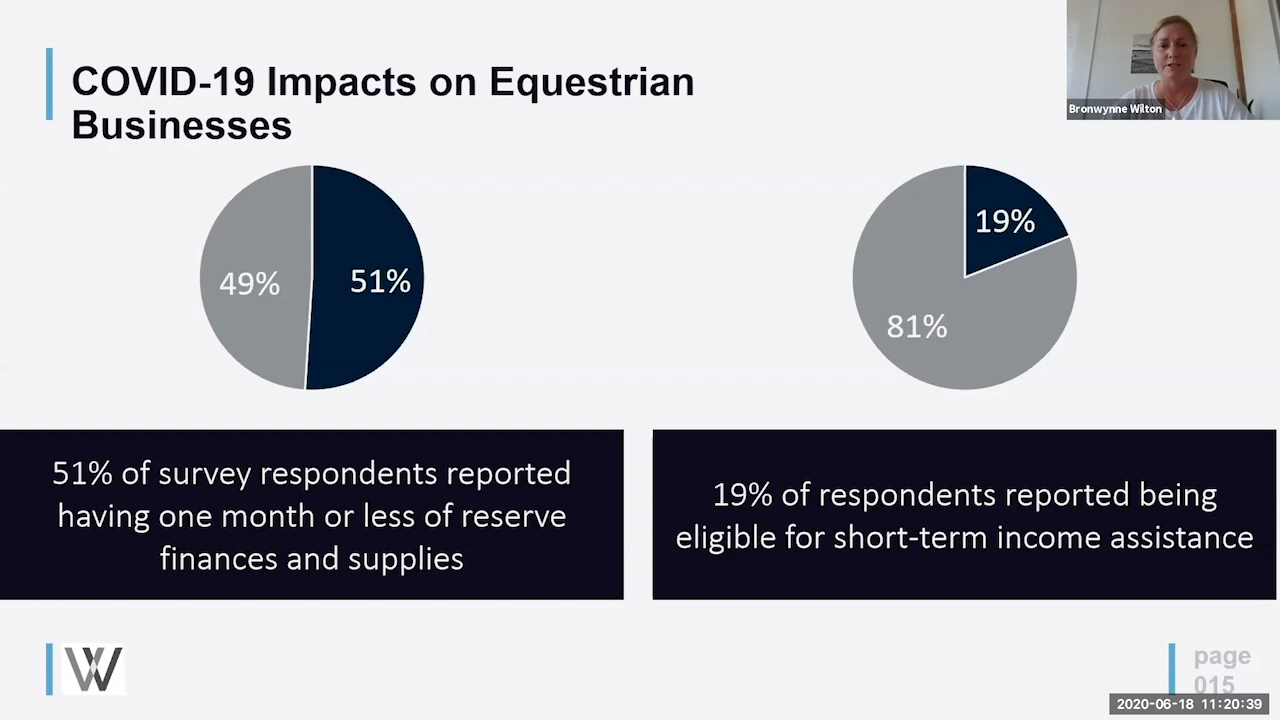 COVID-19 Impacts on Equestrian
Businesses
Bronwynne Wilton
49%
51%
19%
81%
51% of survey respondents reported
having one month or less of reserve
finances and supplies
19% of respondents reported being
eligible for short-term income assistance
W
page
015
2020-06-18 11:20:39